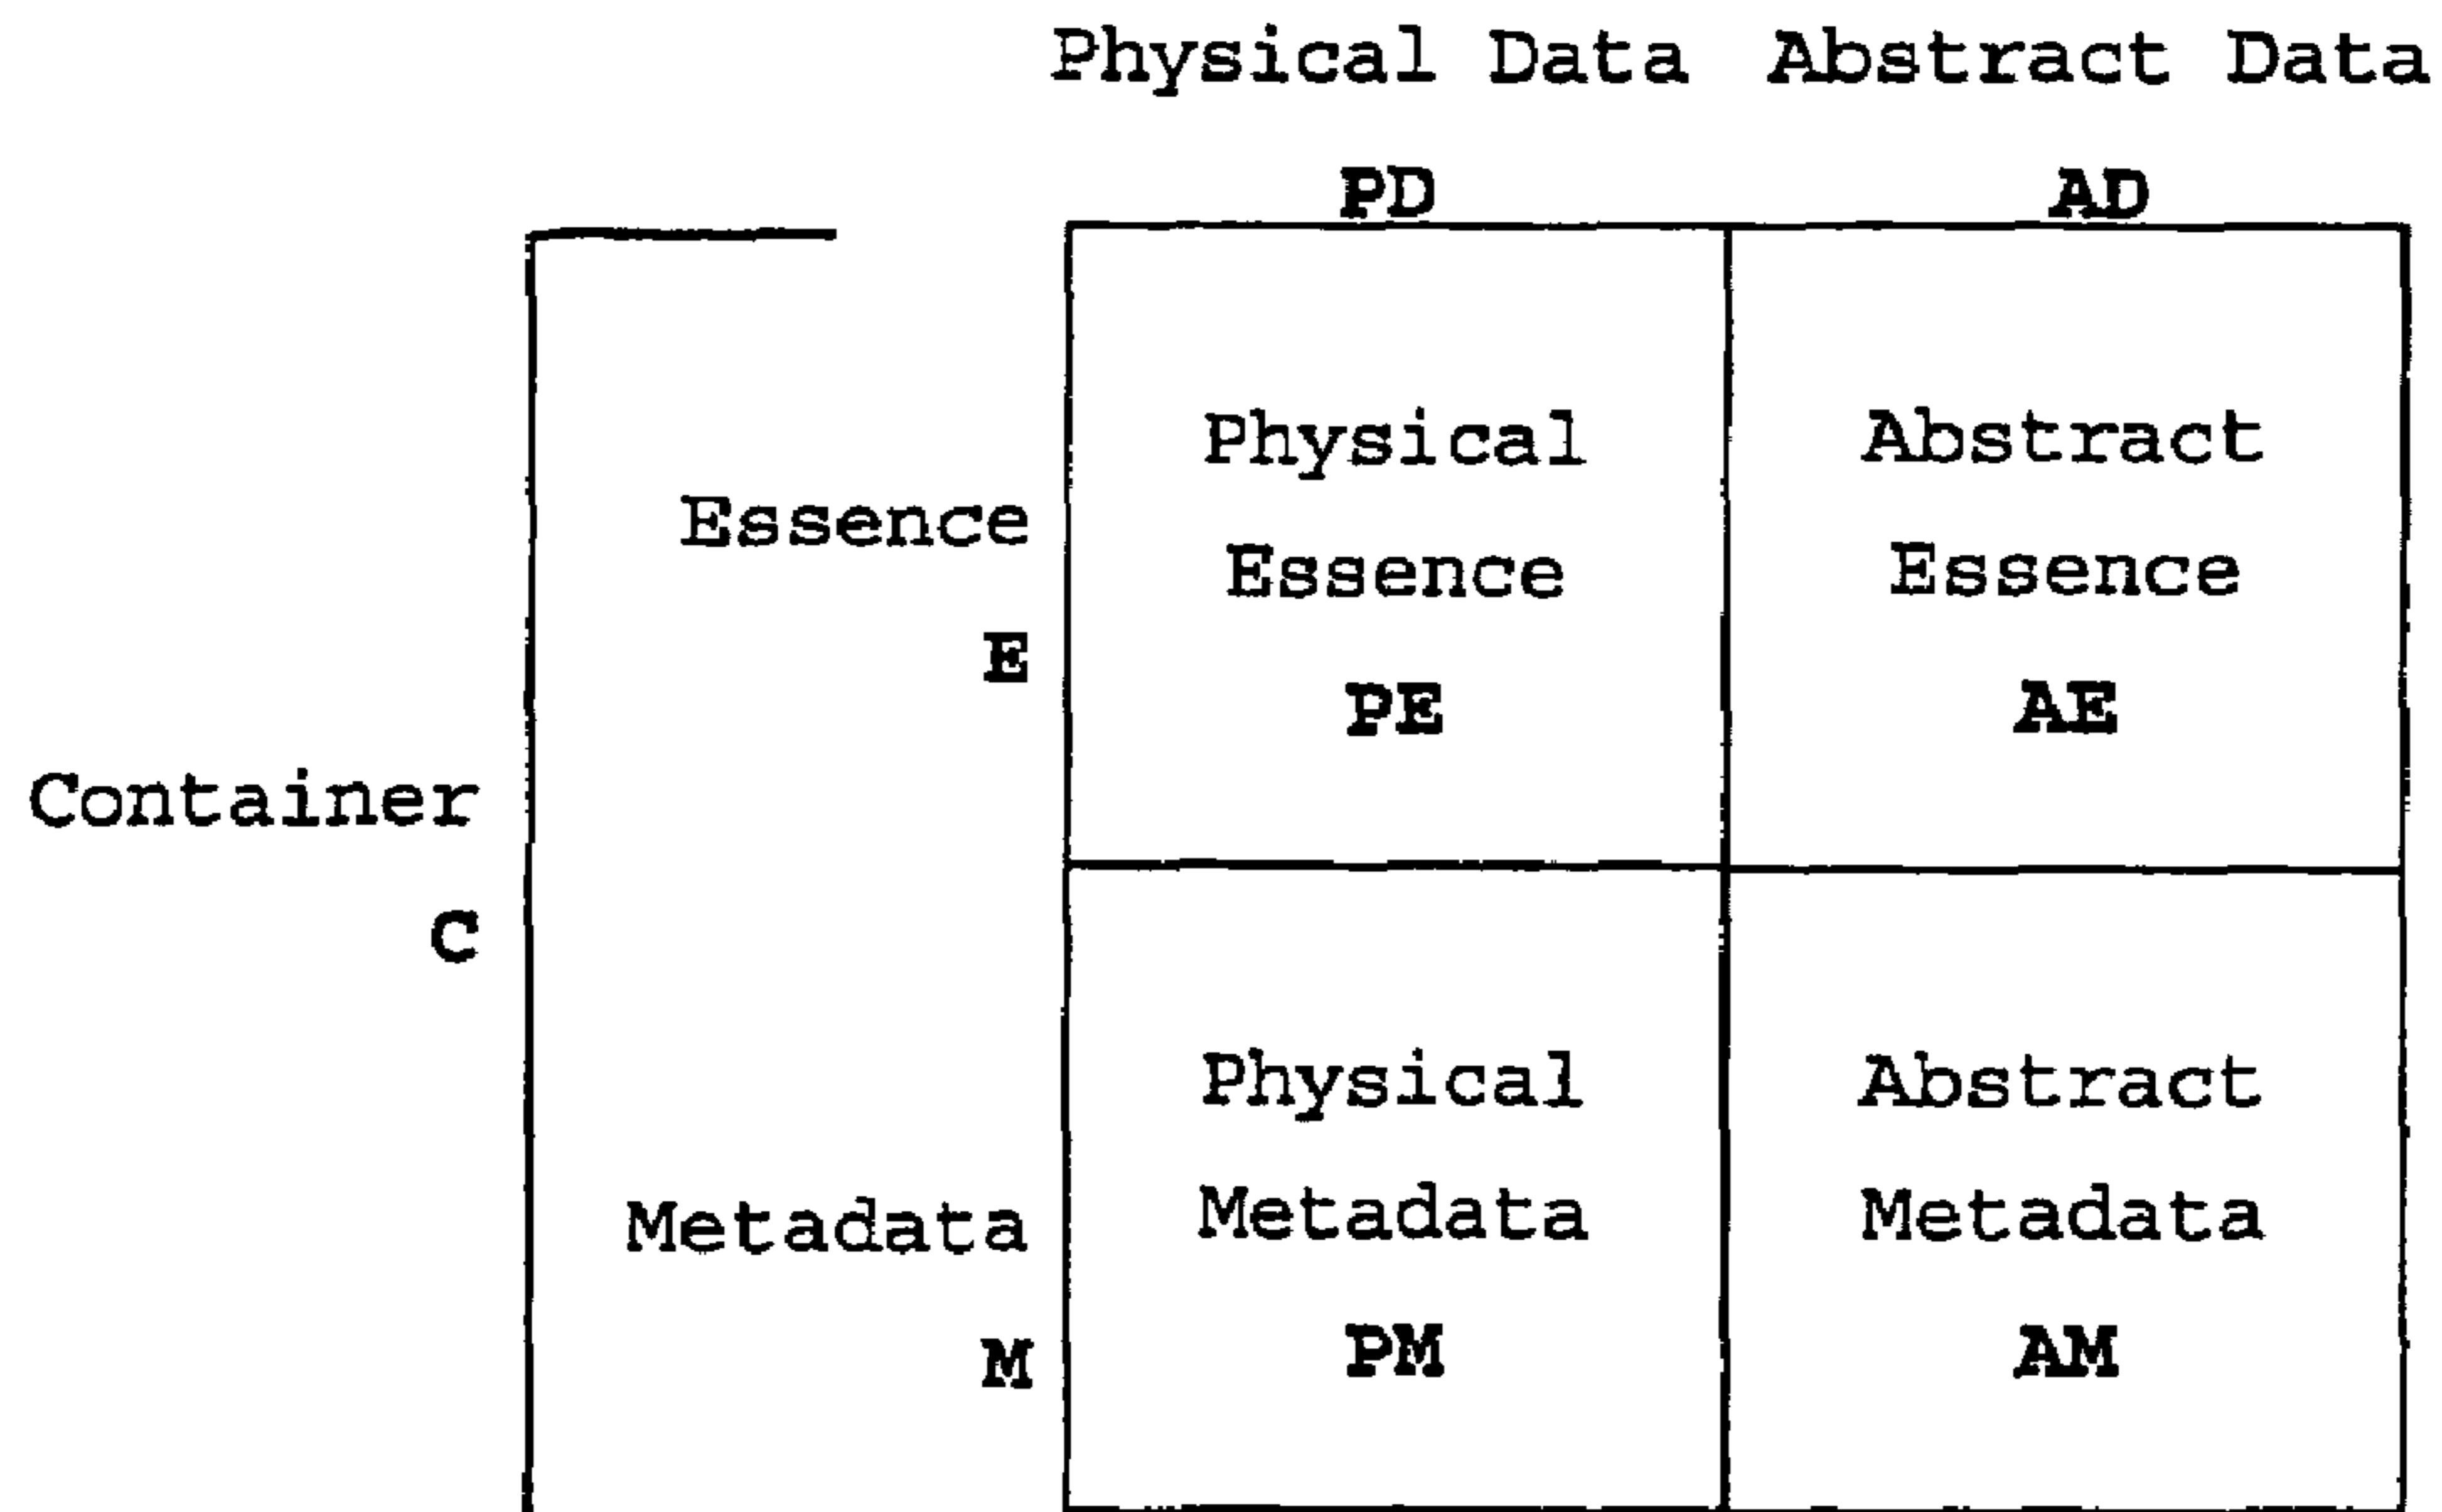 Physical Data Abstract Data
PD AD
Essence
E
Physical
Essence
PE
Abstract
Essence
AE
Container
C
Metadata
M
Physical
Metadata
PM
Abstract
Metadata
AM